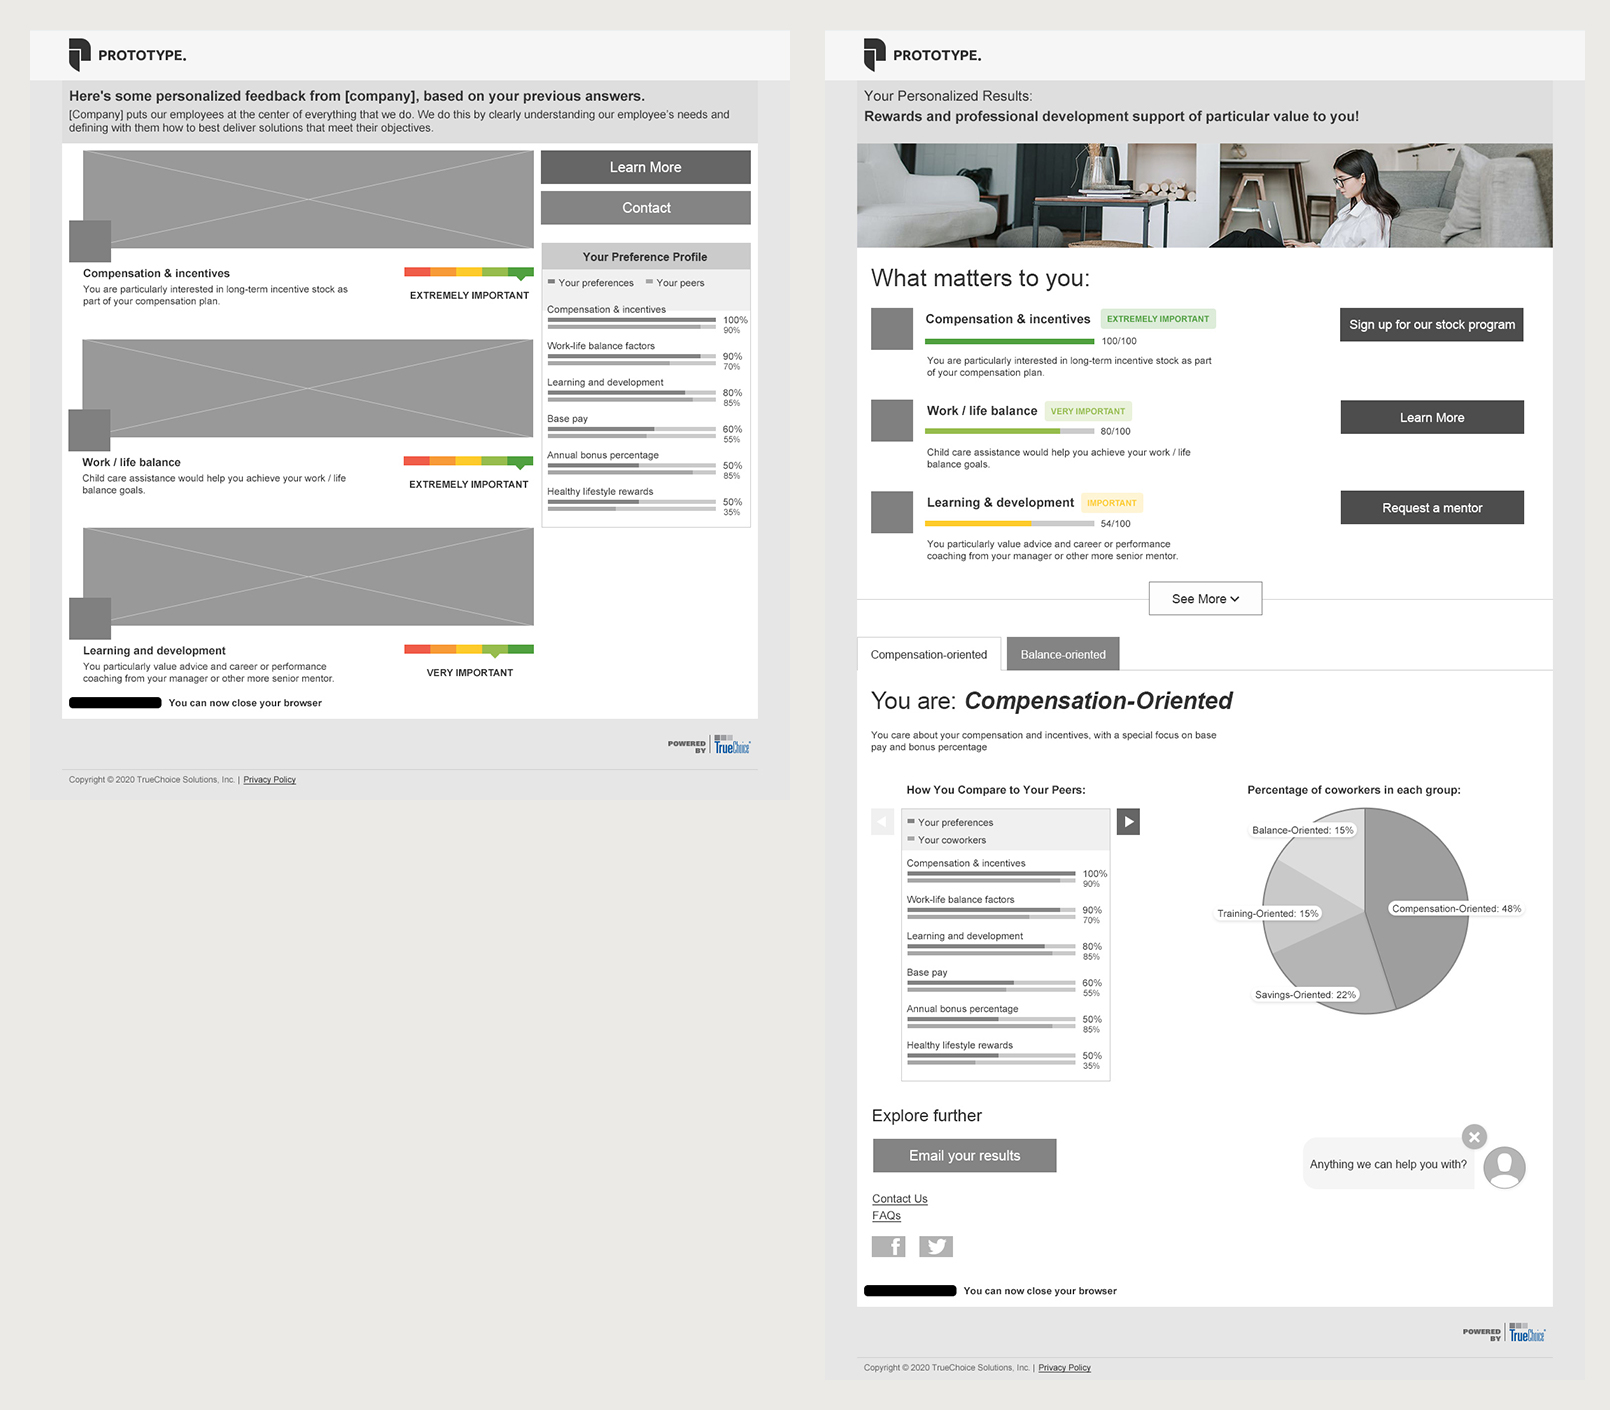 PROTOTYPE.
Here's some personalized feedback from [company], based on your previous answers.
[Company] puts our employees at the center of everything that we do. We do this by clearly understanding our employee's needs and
defining with them how to best deliver solutions that meet their objectives.
Compensation & incentives
You are particularly interested in long-term incentive stock as
part of your compensation plan.
EXTREMELY IMPORTANT
Work / life balance
Child care assistance would help you achieve your work / life
balance goals.
EXTREMELY IMPORTANT
Learning and development
You particularly value advice and career or performance
coaching from your manager or other more senior mentor.
VERY IMPORTANT
You can now close your browser
Learn More
Contact
Your Preference Profile
Your preferences Your peers
Compensation & incentives
100%
90%
Work-life balance factors
90%
70%
Learning and development
80%
85%
Base pay
60%
55%
Annual bonus percentage
50%
85%
Healthy lifestyle rewards
50%
35%
POWERED BY TrueChoice
Copyright © 2020 TrueChoice Solutions, Inc. | Privacy Policy
PROTOTYPE.
Your Personalized Results:
Rewards and professional development support of particular value to you!
What matters to you:
Compensation & incentives EXTREMELY IMPORTANT
100/100
You are particularly interested in long-term incentive stock as part
of your compensation plan.
Sign up for our stock program
Work / life balance VERY IMPORTANT
80/100
Child care assistance would help you achieve your work / life
balance goals.
Learn More
Learning & development IMPORTANT
54/100
You particularly value advice and career or performance
coaching from your manager or other more senior mentor.
Request a mentor
See More
Compensation-oriented Balance-oriented
You are: Compensation-Oriented
You care about your compensation and incentives, with a special focus on base
pay and bonus percentage
How You Compare to Your Peers:
Your preferences
Your coworkers
Compensation & incentives
100%
90%
Work-life balance factors
90%
70%
Learning and development
80%
85%
Base pay
60%
55%
Annual bonus percentage
50%
85%
Healthy lifestyle rewards
50%
35%
Percentage of coworkers in each group:
Balance-Oriented: 15%
Compensation-Oriented: 48%
Training-Oriented: 15%
Savings-Oriented: 22%
Explore further
Email your results
Contact Us
FAQs
Anything we can help you with?
You can now close your browser
POWERED BY TrueChoice
Copyright © 2020 TrueChoice Solutions, Inc. | Privacy Policy